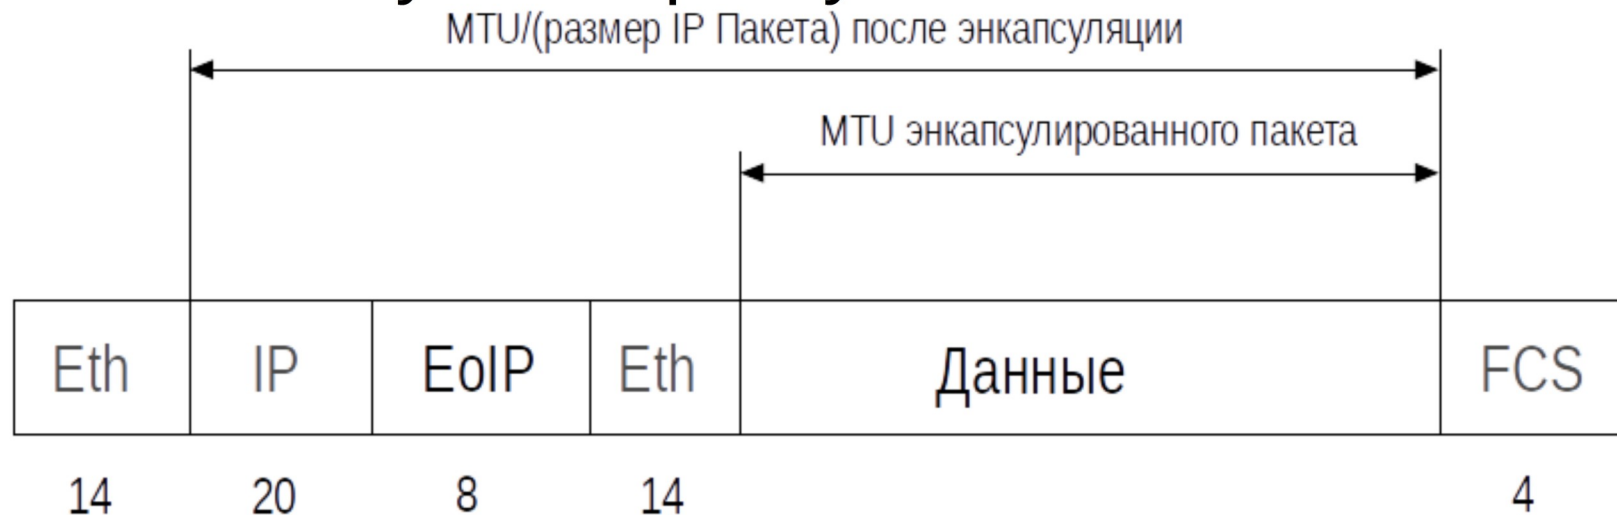 MTU/(размер IP Пакета) после энкапсуляции
MTU энкапсулированного пакета
Eth IP EoIP Eth Данные FCS
14 20 8 14 4